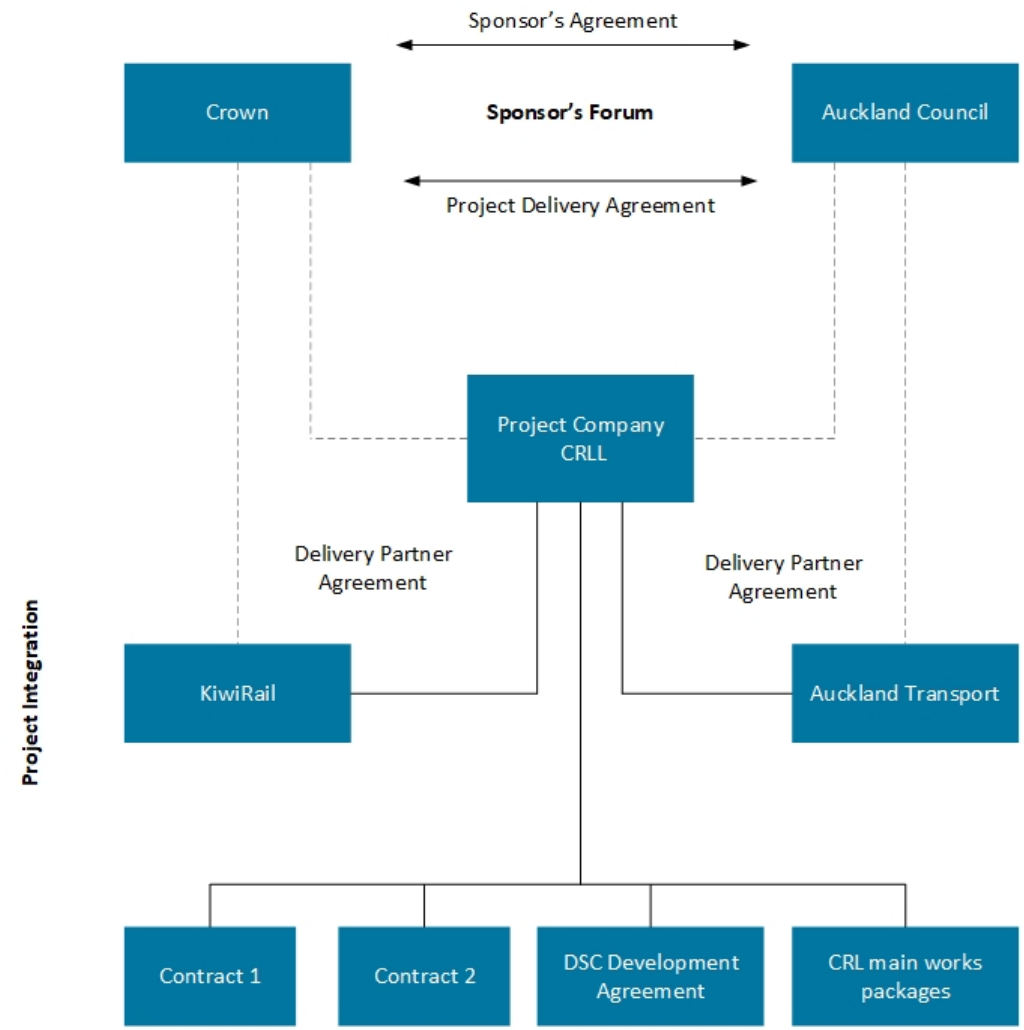 Sponsor's Agreement
Crown
Sponsor's Forum
Auckland Council
Project Delivery Agreement
Project Company
CRLL
Delivery Partner
Agreement
Delivery Partner
Agreement
Project Integration
KiwiRail
Auckland Transport
Contract 1
Contract 2
DSC Development
Agreement
CRL main works
packages